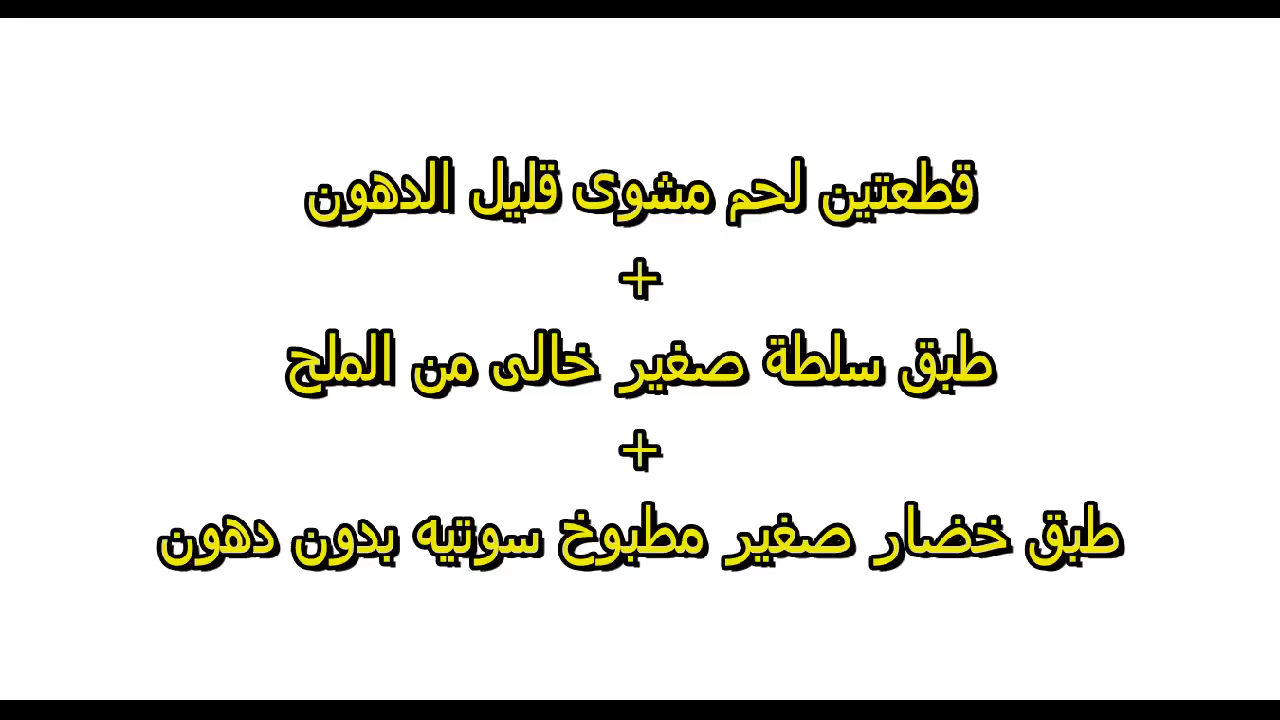 قطعتين لحم مشوى قليل الدهون
+
طبق سلطة صغير خالى من الملح
+
طبق خضار صغير مطبوخ سوتيه بدون دهون